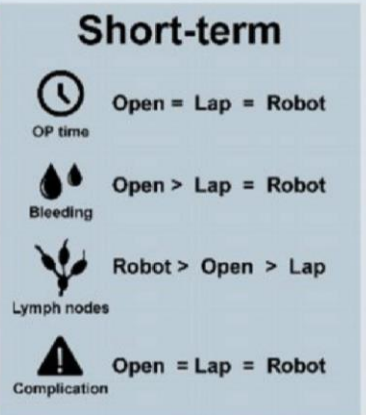 Short-term
Open = Lap = Robot
OP time
Open > Lap = Robot
Bleeding
Robot > Open > Lap
Lymph nodes
Open = Lap = Robot
Complication